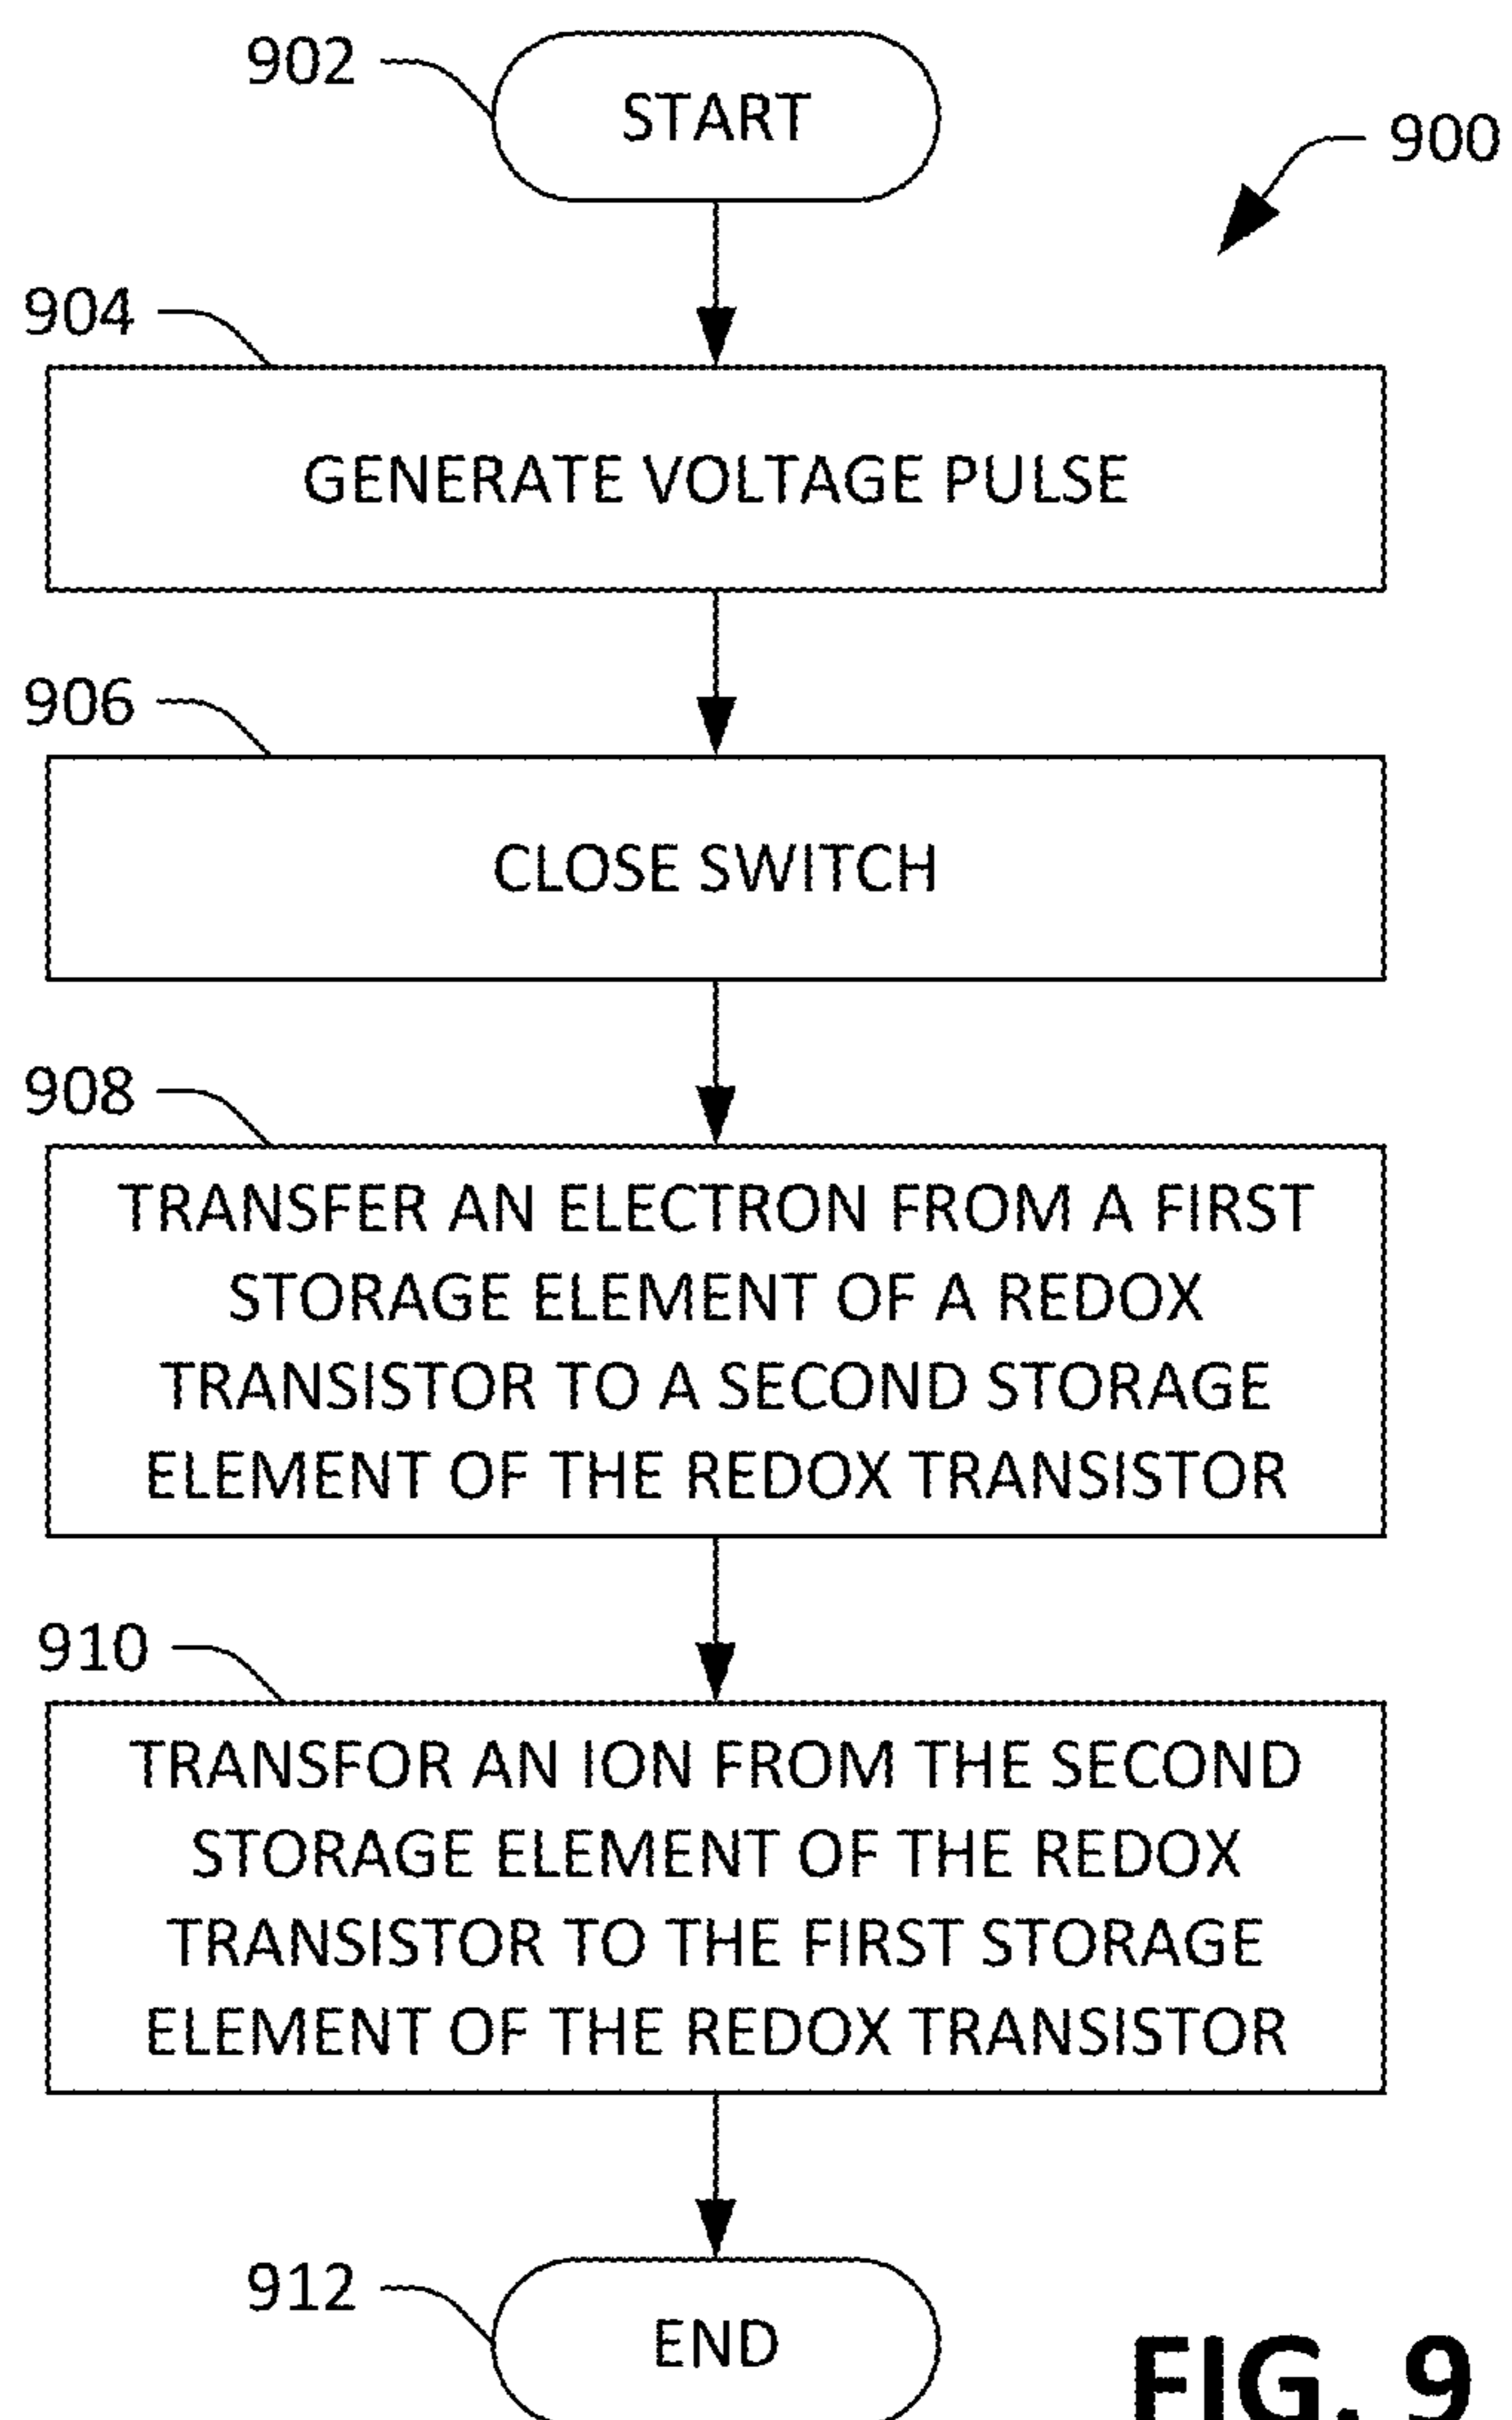 902
START
900
904
GENERATE VOLTAGE PULSE
906
CLOSE SWITCH
908
TRANSFER AN ELECTRON FROM A FIRST
STORAGE ELEMENT OF A REDOX
TRANSISTOR TO A SECOND STORAGE
ELEMENT OF THE REDOX TRANSISTOR
910
TRANSFOR AN ION FROM THE SECOND
STORAGE ELEMENT OF THE REDOX
TRANSISTOR TO THE FIRST STORAGE
ELEMENT OF THE REDOX TRANSISTOR
912
END
FIG. 9